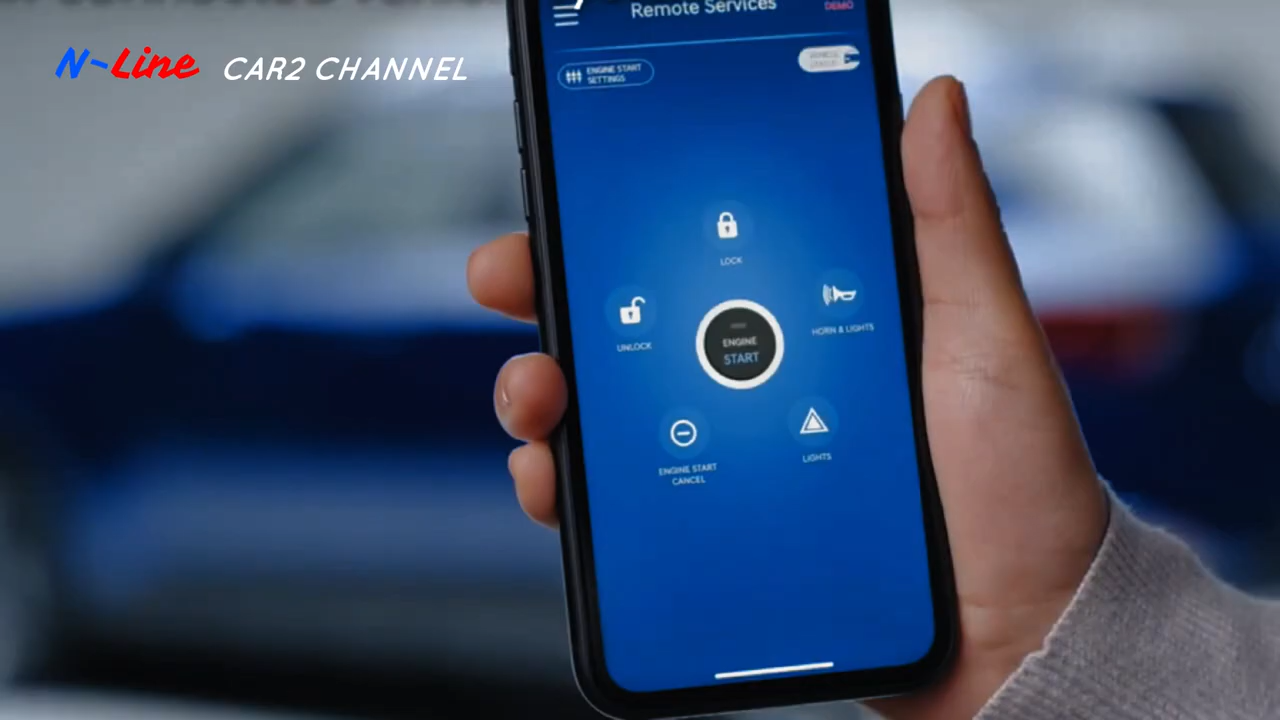 Remote Services
DEMO
N-Line CAR2 CHANNEL
ENGINE START
SETTINGS
LOCK
UNLOCK
HORN & LIGHTS
ENGINE
START
ENGINE START
CANCEL
LIGHTS